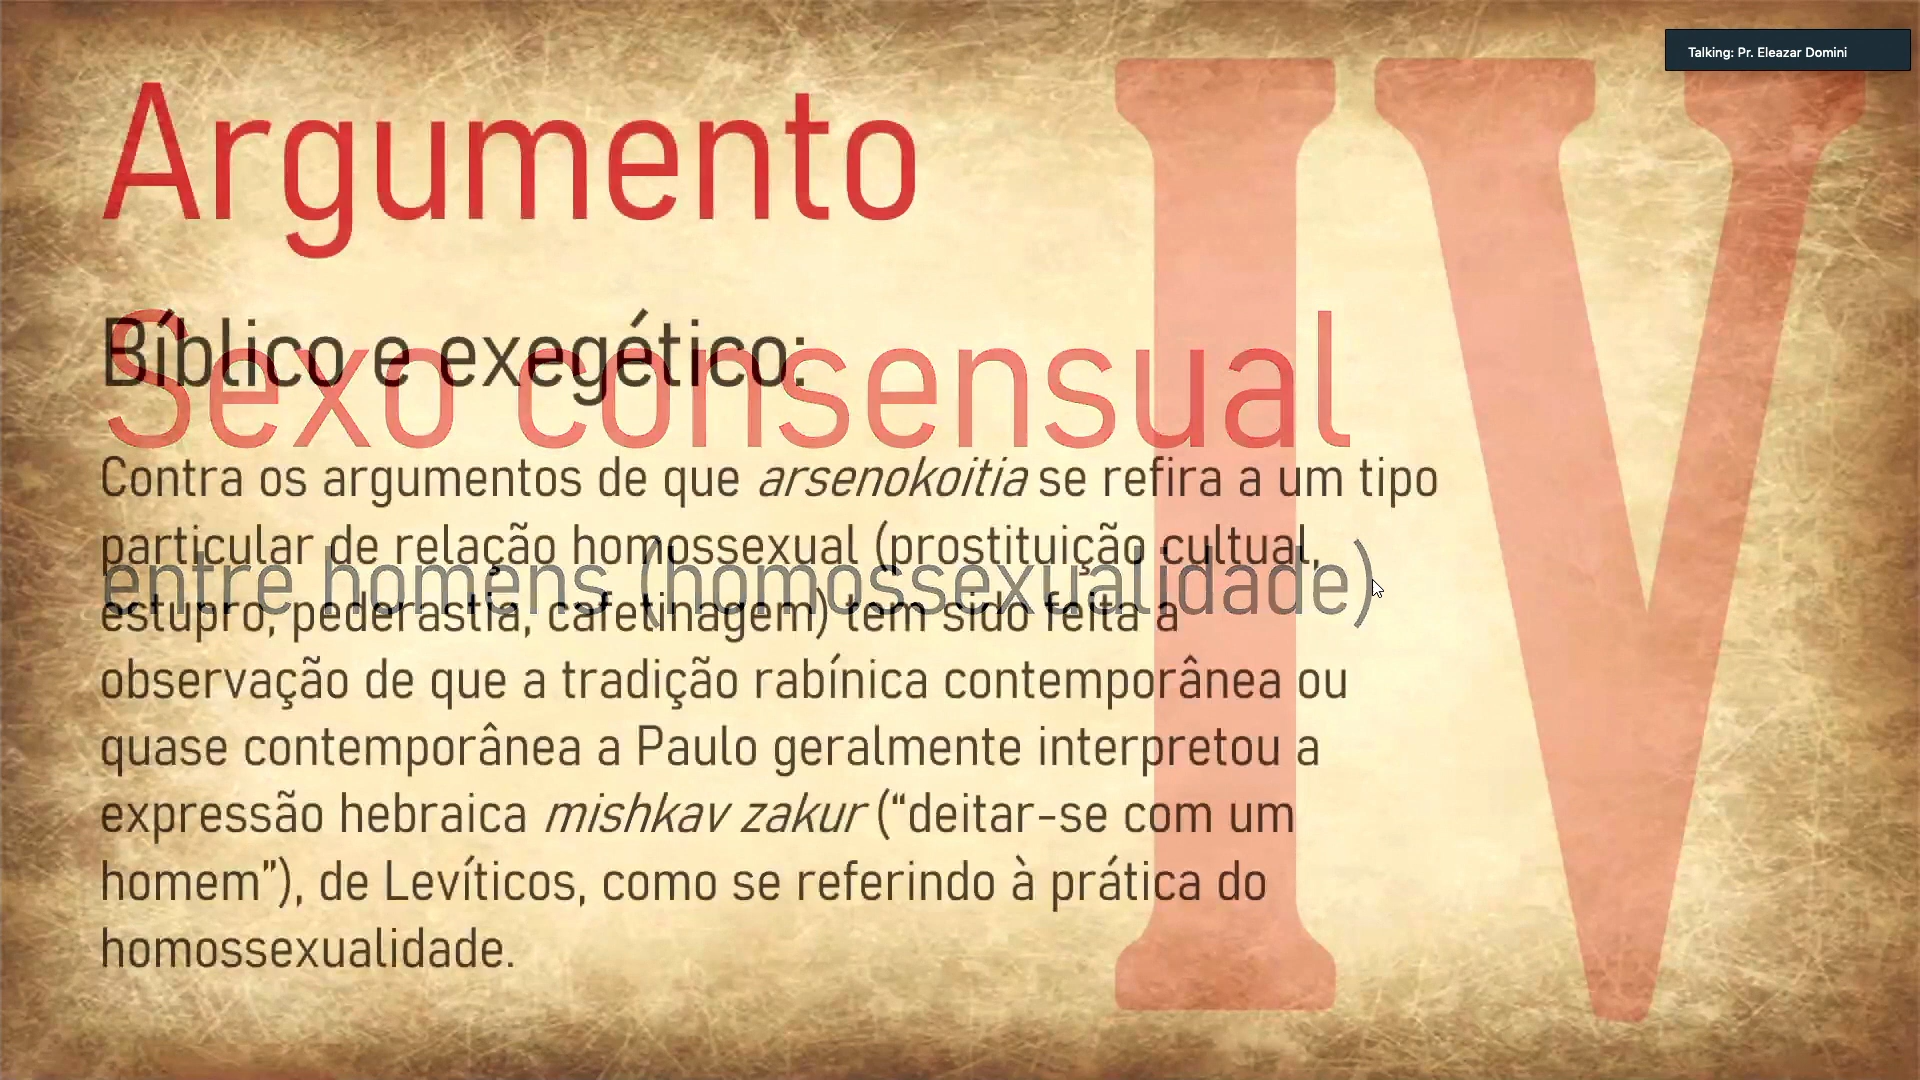 Talking: Pr. Eleazar Domini
Argumento
IV
Bíblico e exegético:
Sexo consensual
entre homens (homossexualidade)
Contra os argumentos de que arsenokoitia se refira a um tipo
particular de relação homossexual (prostituição cultual,
estupro, pederastia, cafetinagem) tem sido feita a
observação de que a tradição rabínica contemporânea ou
quase contemporânea a Paulo geralmente interpretou a
expressão hebraica mishkav zakur (“deitar-se com um
homem”), de Levíticos, como se referindo à prática do
homossexualidade.